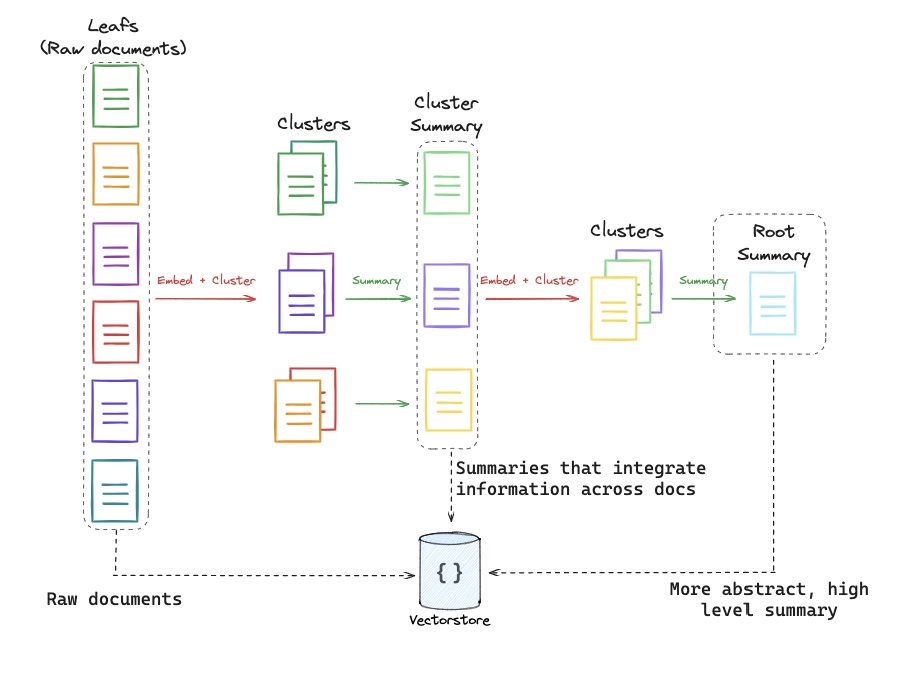 Leafs
(Raw documents)
Clusters
Cluster
Summary
Embed + Cluster
Summary
Embed + Cluster
Clusters
Summary
Root
Summary
Summaries that integrate
information across docs
{}
Vectorstore
Raw documents
More abstract, high
level summary